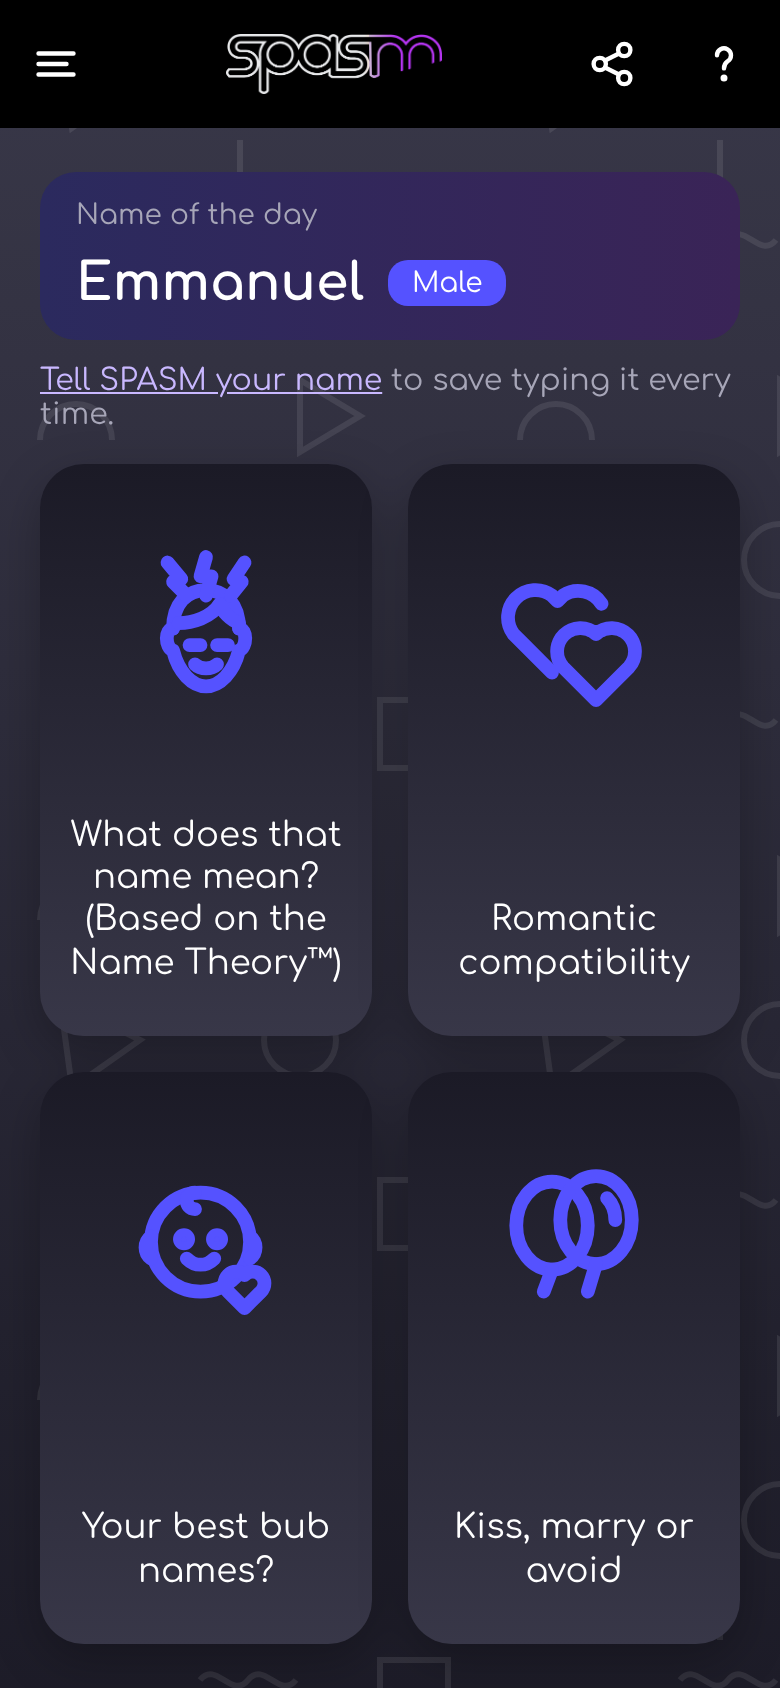 spasm
?
Name of the day
Emmanuel Male
Tell SPASM your name to save typing it every
time.
What does that
name mean?
(Based on the
Name Theory™)
Romantic
compatibility
Your best bub
names?
Kiss, marry or
avoid